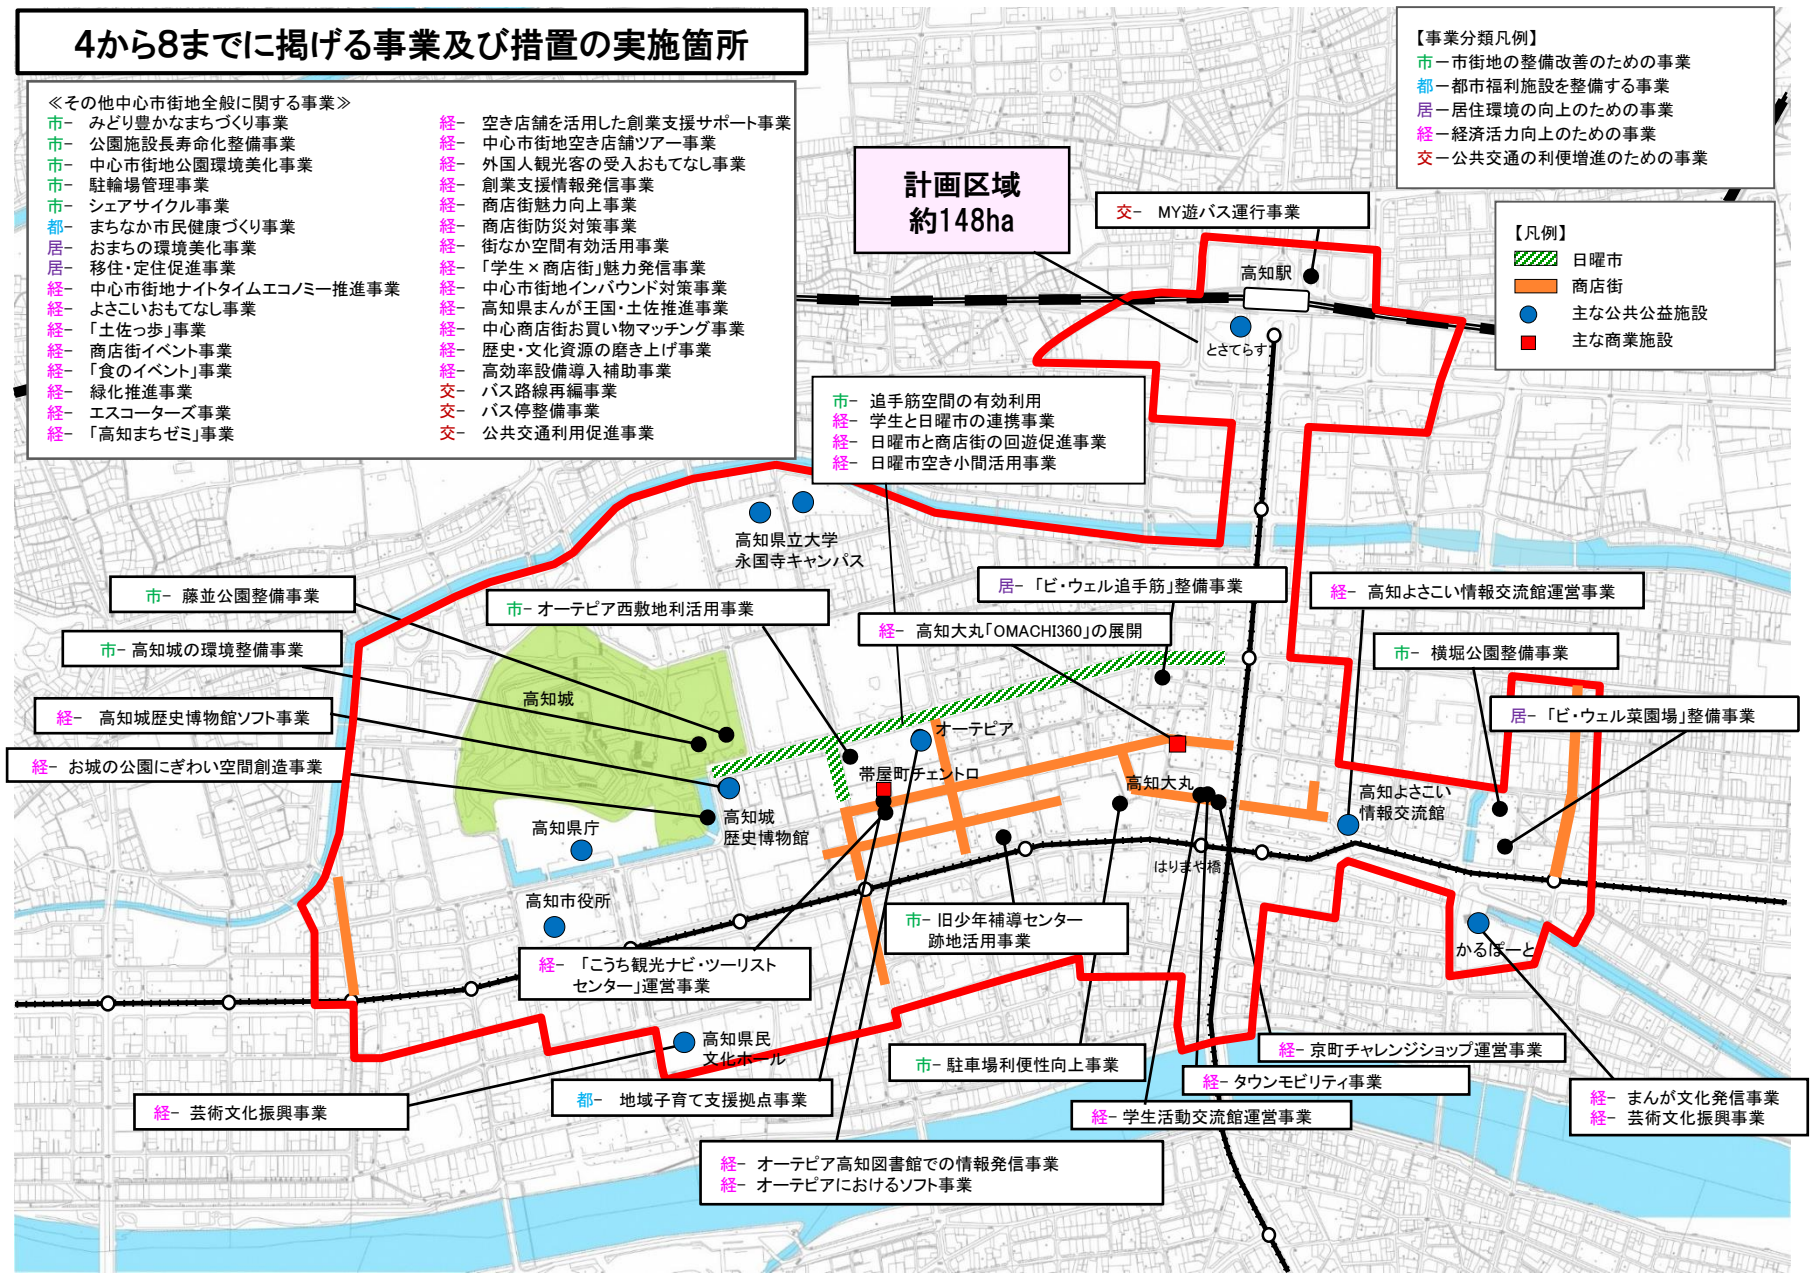 4から8までに掲げる事業及び措置の実施箇所
≪その他中心市街地全般に関する事業≫
市- みどり豊かなまちづくり事業
市- 公園施設長寿命化整備事業
市- 中心市街地公園環境美化事業
市- 駐輪場管理事業
市- シェアサイクル事業
都- まちなか市民健康づくり事業
居- おまちの環境美化事業
居- 移住・定住促進事業
経- 中心市街地ナイトタイムエコノミー推進事業
経- よさこいおもてなし事業
経- 「土佐っ歩」事業
経- 商店街イベント事業
経- 「食のイベント」事業
経- 緑化推進事業
経- エスコーターズ事業
経- 「高知まちゼミ」事業
経- 空き店舗を活用した創業支援サポート事業
経- 中心市街地空き店舗ツアー事業
経- 外国人観光客の受入おもてなし事業
経- 創業支援情報発信事業
経- 商店街魅力向上事業
経- 商店街防災対策事業
経- 街なか空間有効活用事業
経- 「学生×商店街」魅力発信事業
経- 中心市街地インバウンド対策事業
経- 高知県まんが王国・土佐推進事業
経- 中心商店街お買い物マッチング事業
経- 歴史・文化資源の磨き上げ事業
経- 高効率設備導入補助事業
交- バス路線再編事業
交- バス停整備事業
交- 公共交通利用促進事業
【事業分類凡例】
市－市街地の整備改善のための事業
都－都市福利施設を整備する事業
居－居住環境の向上のための事業
経－経済活力向上のための事業
交－公共交通の利便増進のための事業
【凡例】
日曜市
商店街
主な公共公益施設
主な商業施設
計画区域
約148ha
交- MY遊バス運行事業
高知駅
とさてらす
市- 追手筋空間の有効利用
経- 学生と日曜市の連携事業
経- 日曜市と商店街の回遊促進事業
経- 日曜市空き小間活用事業
高知県立大学
永国寺キャンパス
市- 藤並公園整備事業
市- オーテピア西敷地利活用事業
居- 「ビ・ウェル追手筋」整備事業
経- 高知よさこい情報交流館運営事業
市- 高知城の環境整備事業
経- 高知大丸「OMACHI360」の展開
市- 横堀公園整備事業
経- 高知城歴史博物館ソフト事業
高知城
居- 「ビ・ウェル菜園場」整備事業
経- お城の公園にぎわい空間創造事業
オーテピア
帯屋町チェントロ
高知大丸
高知よさこい
情報交流館
高知城
歴史博物館
高知県庁
はりまや橋
高知市役所
市- 旧少年補導センター
跡地活用事業
かるぽーと
経- 「こうち観光ナビ・ツーリスト
センター」運営事業
高知県民
文化ホール
市- 駐車場利便性向上事業
経- 京町チャレンジショップ運営事業
経- タウンモビリティ事業
経- 学生活動交流館運営事業
経- まんが文化発信事業
経- 芸術文化振興事業
経- 芸術文化振興事業
都- 地域子育て支援拠点事業
経- オーテピア高知図書館での情報発信事業
経- オーテピアにおけるソフト事業